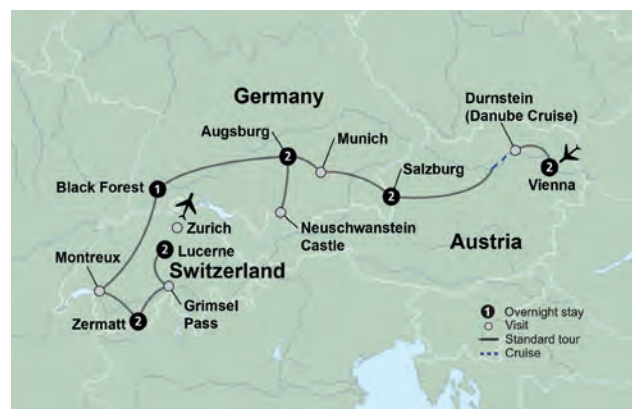 Germany
Durnstein
(Danube Cruise)
Augsburg
Munich
2
Salzburg
2
Vienna
Black Forest
1
2
Zurich
Neuschwanstein
Castle
2
Lucerne
Austria
Montreux
Switzerland
Grimsel
Pass
Zermatt
2
1 Overnight stay
Visit
Standard tour
Cruise